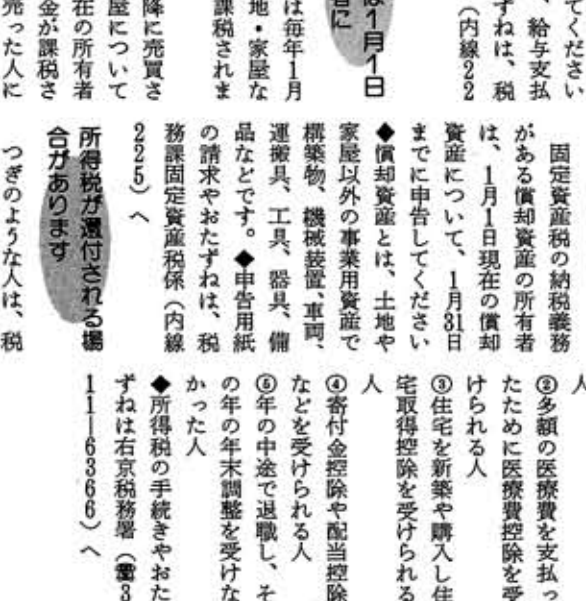 てください
、給与支払
ずねは、税
（内線２２
は１月１日
者に
は毎年１月
地・家屋な
課税されま
降に売買さ
屋について
在の所有者
金が課税さ
売った人に
固定資産税の納税義務
がある償却資産の所有者
は、１月１日現在の償却
資産について、１月31日
までに申告してください
◆償却資産とは、土地や
家屋以外の事業用資産で
構築物、機械装置、車両、
運搬具、工具、器具、備
品などです。◆申告用紙
の請求やおたずねは、税
務課固定資産税係（内線
２２５）へ
所得税が還付される場
合があります
つぎのような人は、税
人
②多額の医療費を支払っ
たために医療費控除を受
けられる人
③住宅を新築や購入し住
宅取得控除を受けられる
人
④寄付金控除や配当控除
などを受けられる人
⑤年の中途で退職し、そ
の年の年末調整を受けな
かった人
◆所得税の手続きやおた
ずねは右京税務署（☎３
１１―６３６６）へ